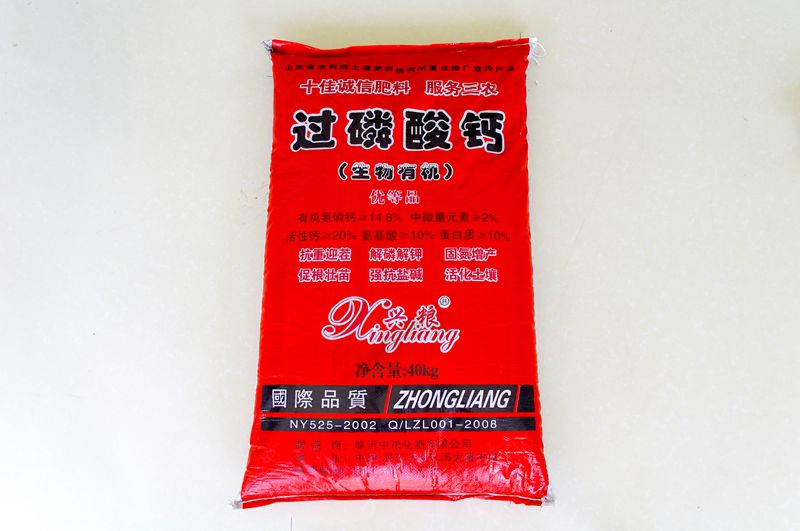 十佳诚信肥料 服务三农
过磷酸钙
(生物有机)
优等品
有机氮磷钙≥14.8% 中微量元素≥2%
活性钙≥20% 氨基酸≥10% 蛋白质≥10%
抗重迎茬 解磷解钾 固氮增产
促根壮苗 强抗盐碱 活化土壤
兴粮®
Xingliang
净含量:40kg
國際品質 ZHONGLIANG
NY525-2002 Q/LZL001-2008